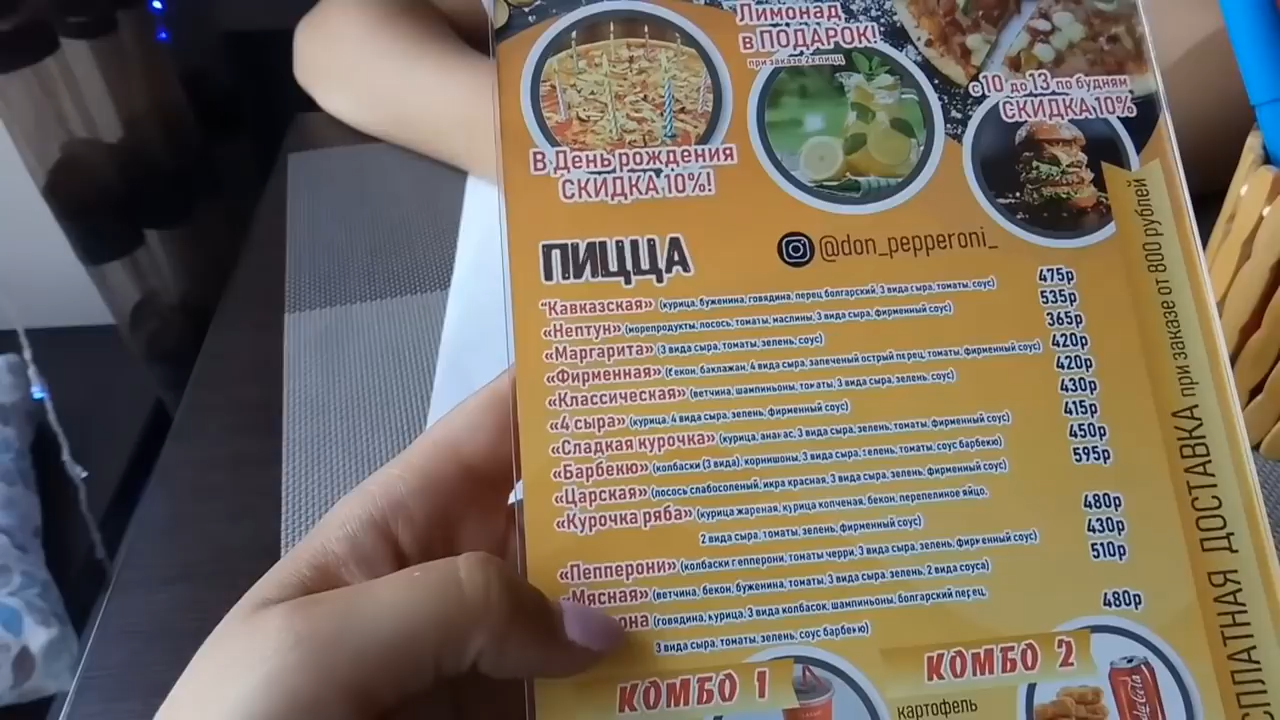 Лимонад
в ПОДАРОК!
при заказе 2х пицц
с 10 до 13 по будням
СКИДКА 10%
В День рождения
СКИДКА 10%!
ПИЦЦА
@don_pepperoni_
"Кавказская» (курица, буженина, говядина, перец болгарский, 3 вида сыра, томаты, соус) 475р
«Нептун» (морепродукты, лосось, томаты, маслины, 3 вида сыра, фирменный соус) 535р
«Маргарита» (3 вида сыра, томаты, зелень, соус) 365р
«Фирменная» (бекон, баклажан, 4 вида сыра, запеченый острый перец, томаты, фирменный соус) 420р
«Классическая» (ветчина, шампиньоны, томаты, 3 вида сыра, зелень, соус) 420р
«4 сыра» (курица, 4 вида сыра, зелень, фирменный соус) 430р
«Сладкая курочка» (курица, ананас, 3 вида сыра, зелень, томаты, фирменный соус) 415р
«Барбекю» (колбаски (3 вида), корнишоны, 3 вида сыра, зелень, томаты, соус барбекю) 450р
«Царская» (лосось слабосоленый, икра красная, 3 вида сыра, зелень, фирменный соус) 595р
«Курочка ряба» (курица жареная, курица копченая, бекон, перепелиное яйцо,
2 вида сыра, томаты, зелень, фирменный соус) 480р
«Пепперони» (колбаски пепперони, томаты черри, 3 вида сыра, зелень, фирменный соус) 430р
«Мясная» (ветчина, бекон, буженина, томаты, 3 вида сыра, зелень, 2 вида соуса) 510р
она (говядина, курица, 3 вида колбасок, шампиньоны, болгарский перец,
3 вида сыра, томаты, зелень, соус барбекю) 480р
КОМБО 1
КОМБО 2
картофель
Coca-Cola
СПЛАТНАЯ ДОСТАВКА при заказе от 800 рублей